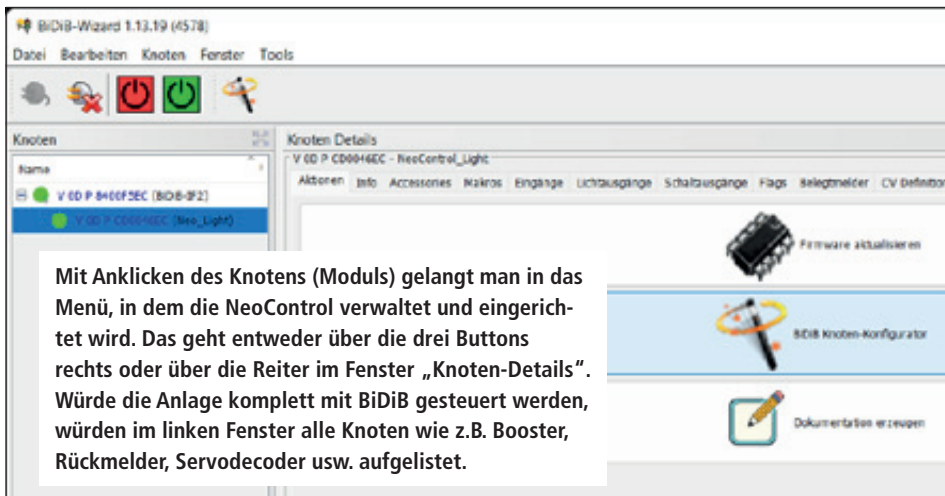 BiDiB-Wizard 1.13.19 (4578)
Datei Bearbeiten Knoten Fenster Tools
Knoten
Knoten Details
Name
V 0D P CD0046EC - NeoControl_Light
Aktionen Info Accessories Makros Eingänge Lichtausgänge Schaltausgänge Flags Belegtmelder CV Definition
V 0D P 8400F5EC (BiDiB-IF2)
V 0D P CD0046EC (Neo_Light)
Firmware aktualisieren
BiDiB Knoten-Konfigurator
Dokumentation erzeugen
Mit Anklicken des Knotens (Moduls) gelangt man in das
Menü, in dem die NeoControl verwaltet und eingerich-
tet wird. Das geht entweder über die drei Buttons
rechts oder über die Reiter im Fenster „Knoten-Details“.
Würde die Anlage komplett mit BiDiB gesteuert werden,
würden im linken Fenster alle Knoten wie z.B. Booster,
Rückmelder, Servodecoder usw. aufgelistet.